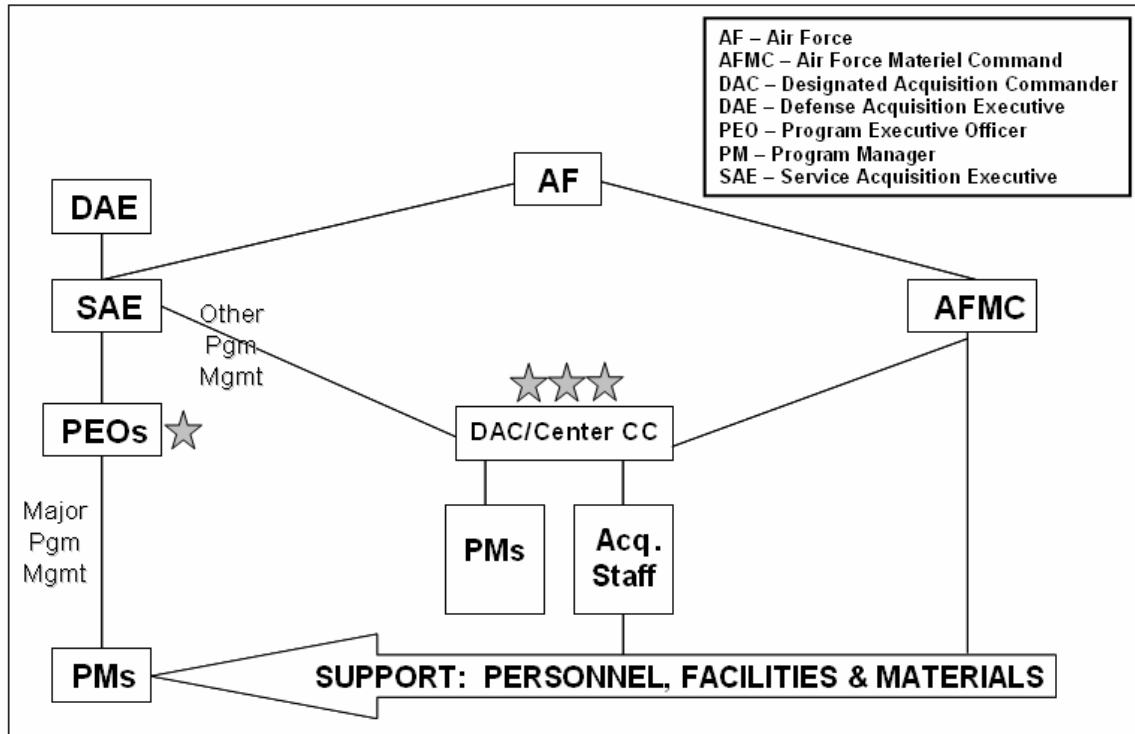 AF – Air Force
AFMC – Air Force Materiel Command
DAC – Designated Acquisition Commander
DAE – Defense Acquisition Executive
PEO – Program Executive Officer
PM – Program Manager
SAE – Service Acquisition Executive
AF
DAE
SAE
AFMC
Other
Pgm
Mgmt
DAC/Center CC
PEOs
Major
Pgm
Mgmt
PMs
Acq.
Staff
PMs
SUPPORT: PERSONNEL, FACILITIES & MATERIALS